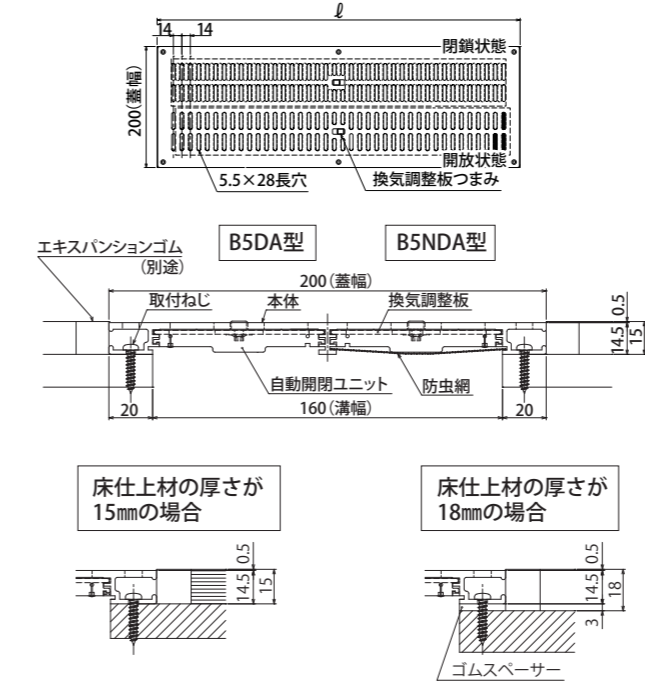 ℓ
14 14
閉鎖状態
200(蓋幅)
開放状態
5.5×28長穴
換気調整板つまみ
エキスパンションゴム
(別途)
B5DA型
B5NDA型
200(蓋幅)
取付ねじ
本体
換気調整板
0.5
14.5
15
自動開閉ユニット
防虫網
20
160(溝幅)
20
床仕上材の厚さが
15㎜の場合
床仕上材の厚さが
18㎜の場合
0.5
14.5
15
0.5
14.5
18
3
ゴムスペーサー